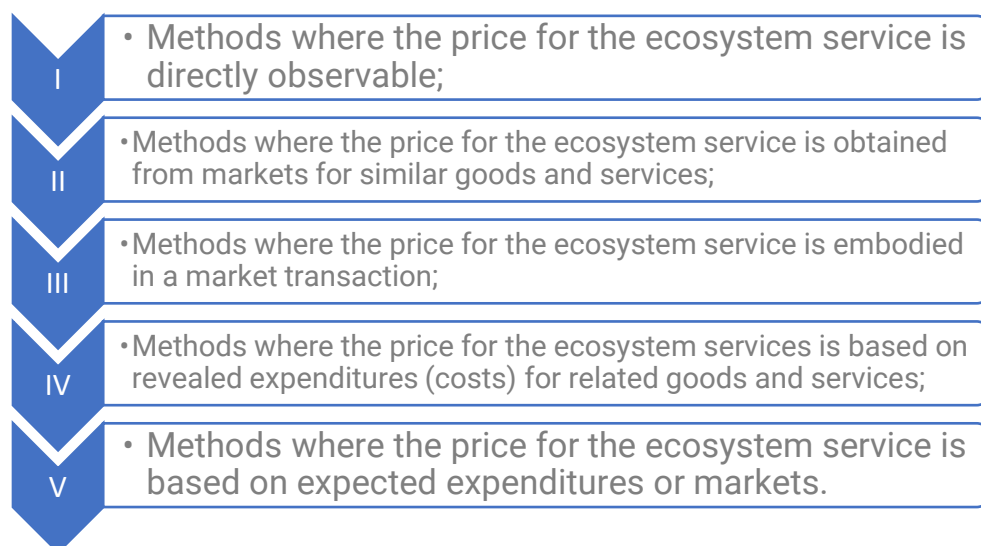 I
• Methods where the price for the ecosystem service is
directly observable;
II
•Methods where the price for the ecosystem service is obtained
from markets for similar goods and services;
III
•Methods where the price for the ecosystem service is embodied
in a market transaction;
IV
•Methods where the price for the ecosystem services is based on
revealed expenditures (costs) for related goods and services;
V
• Methods where the price for the ecosystem service is
based on expected expenditures or markets.